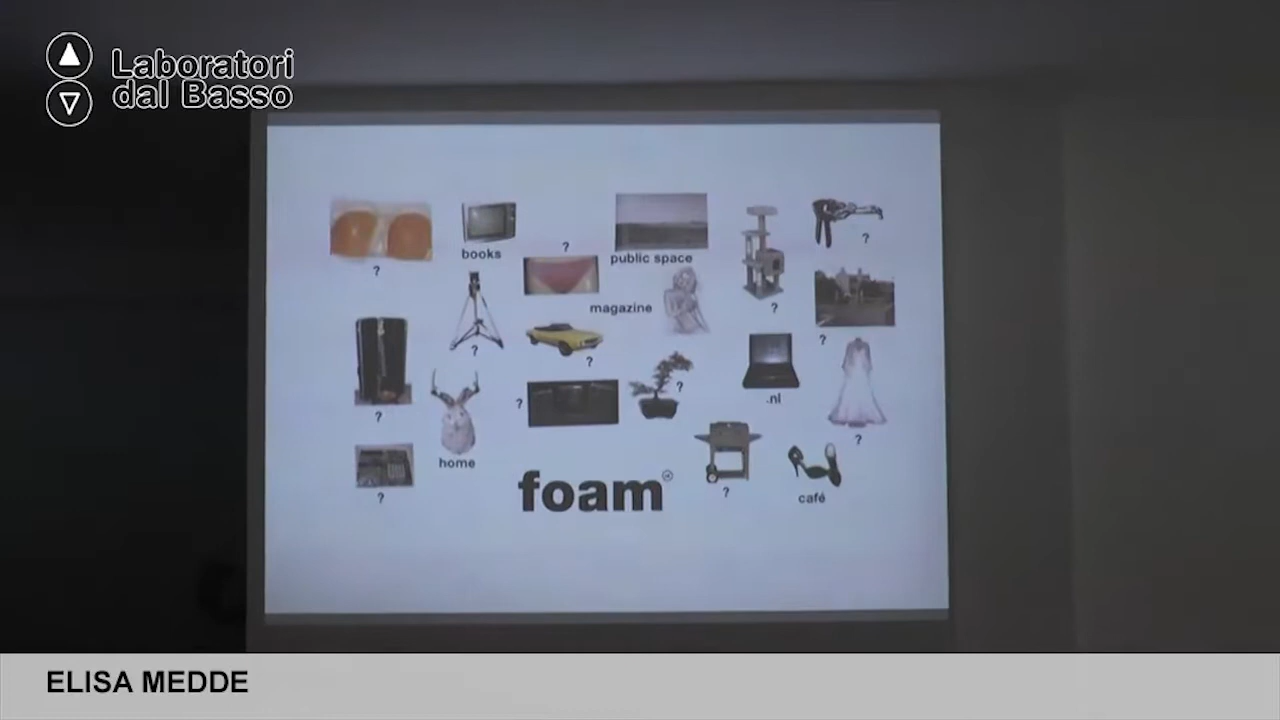 Laboratori
dal Basso
?
books
?
public space
?
?
magazine
?
?
?
?
?
?
.nl
?
home
?
foam
?
café
ELISA MEDDE